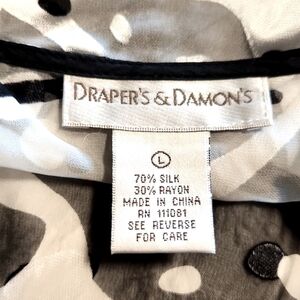 DRAPER'S & DAMON'S
L
70% SILK
30% RAYON
MADE IN CHINA
RN 111081
SEE REVERSE
FOR CARE